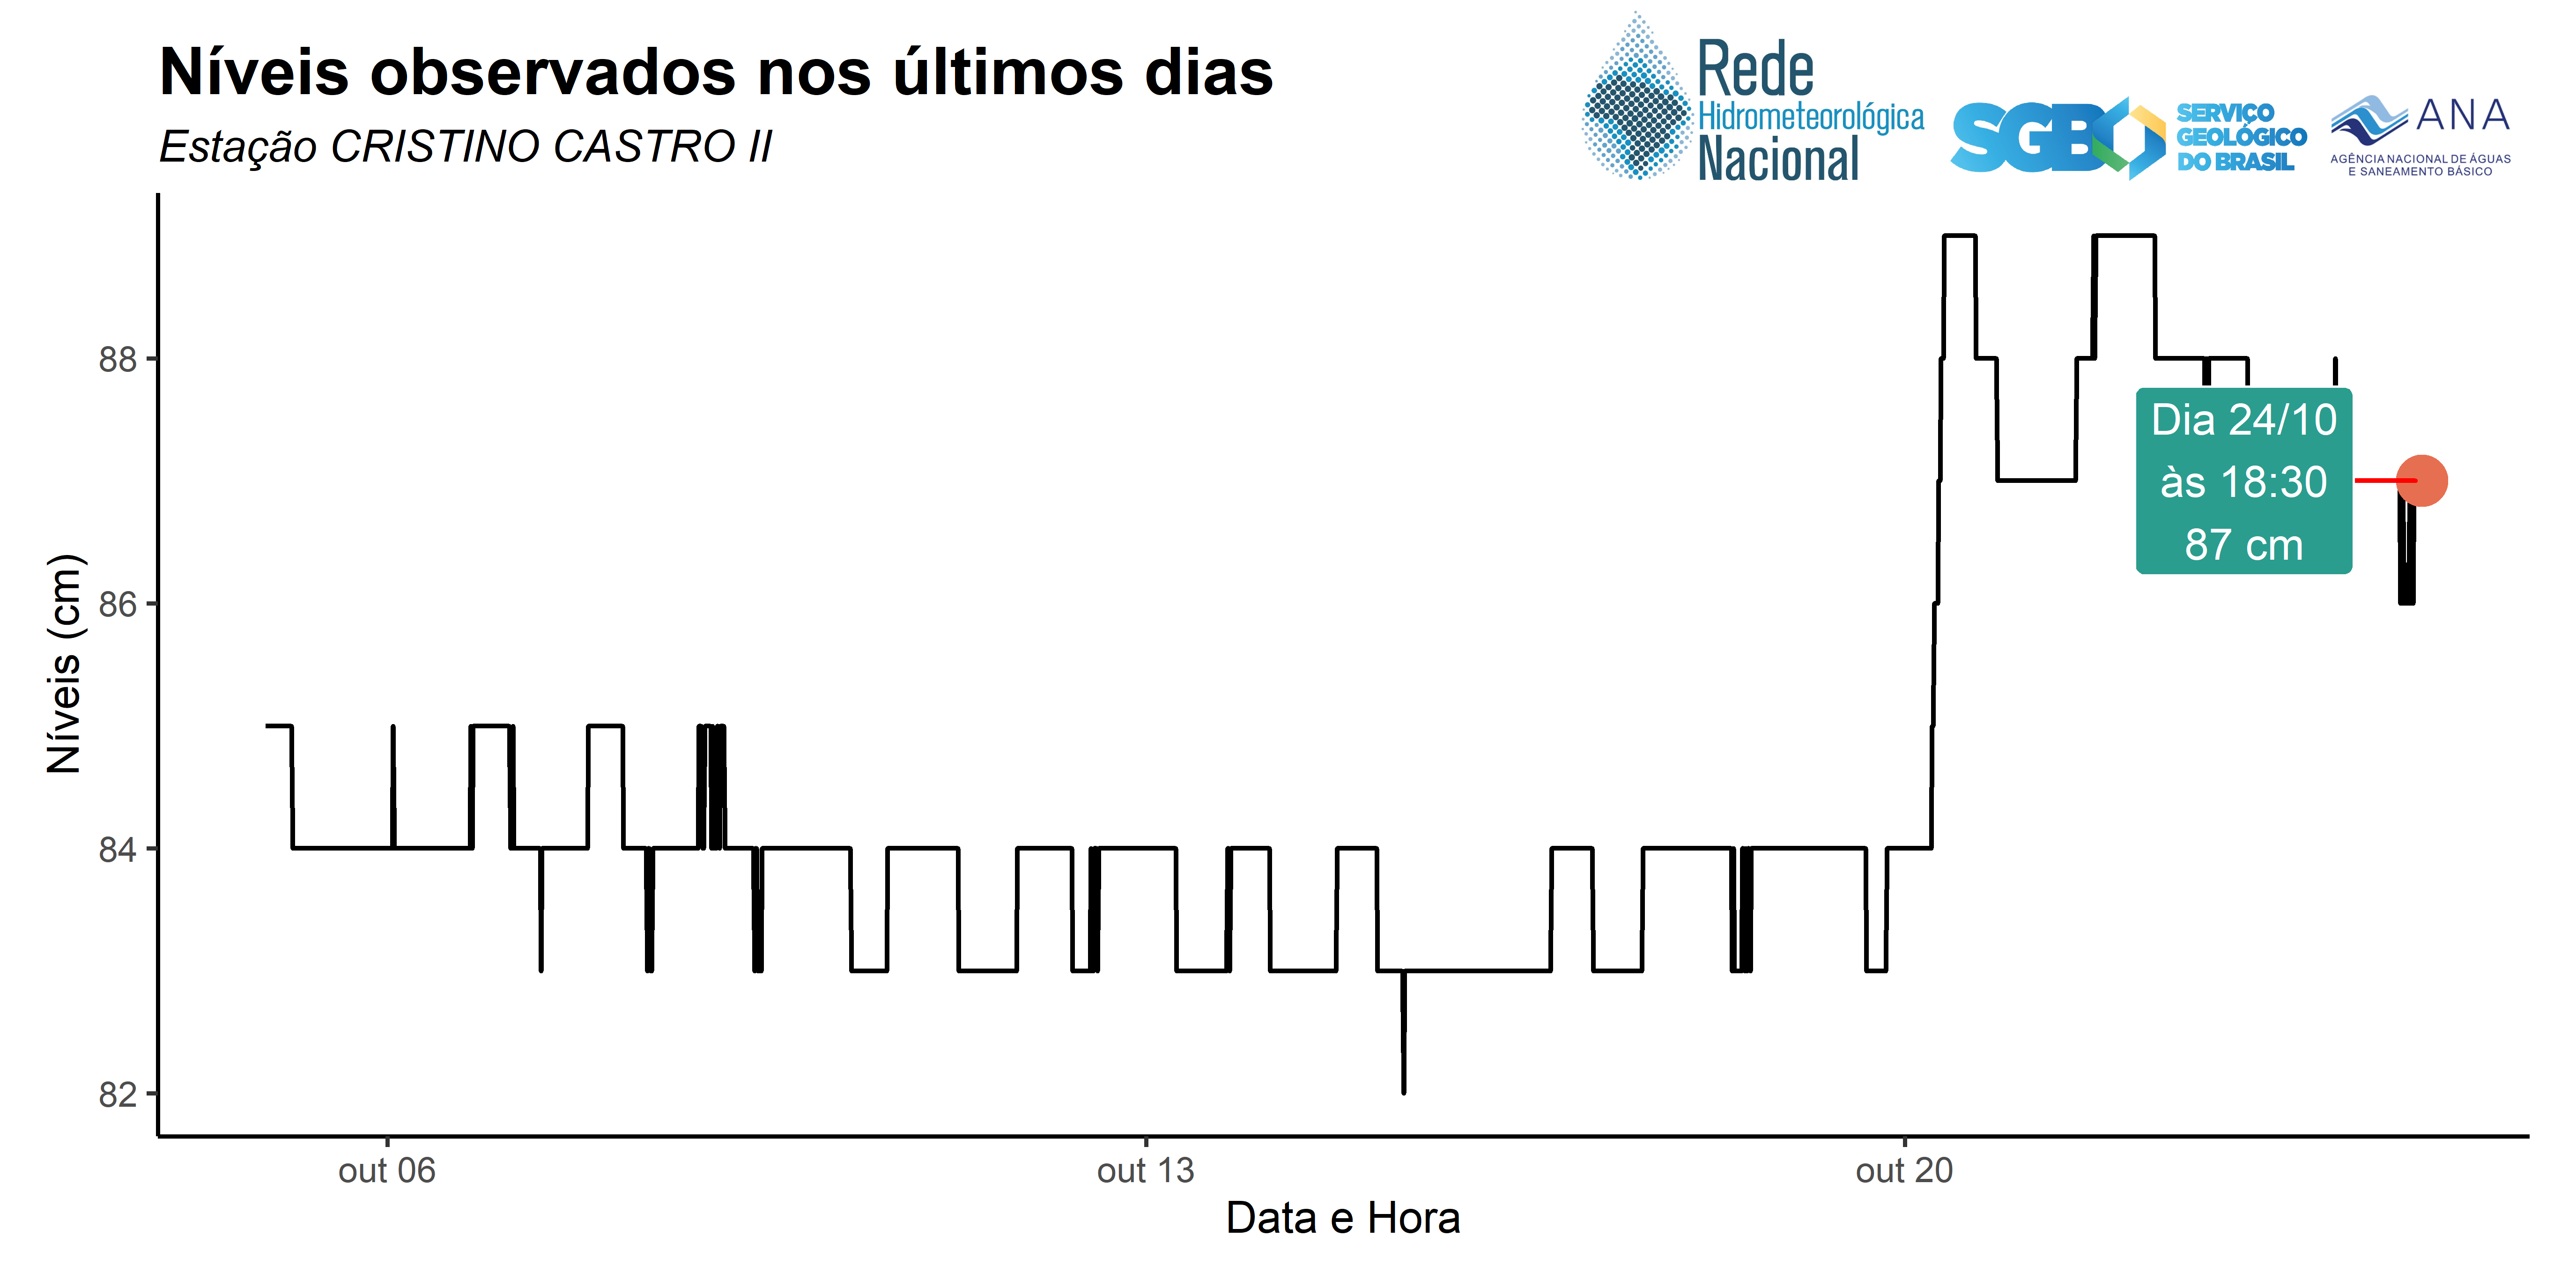 Níveis observados nos últimos dias
Estação CRISTINO CASTRO II
Rede
Hidrometeorológica
Nacional
SGB
SERVIÇO
GEOLÓGICO
DO BRASIL
ANA
AGÊNCIA NACIONAL DE ÁGUAS
E SANEAMENTO BÁSICO
Níveis (cm)
88
86
84
82
Dia 24/10
às 18:30
87 cm
out 06
out 13
out 20
Data e Hora